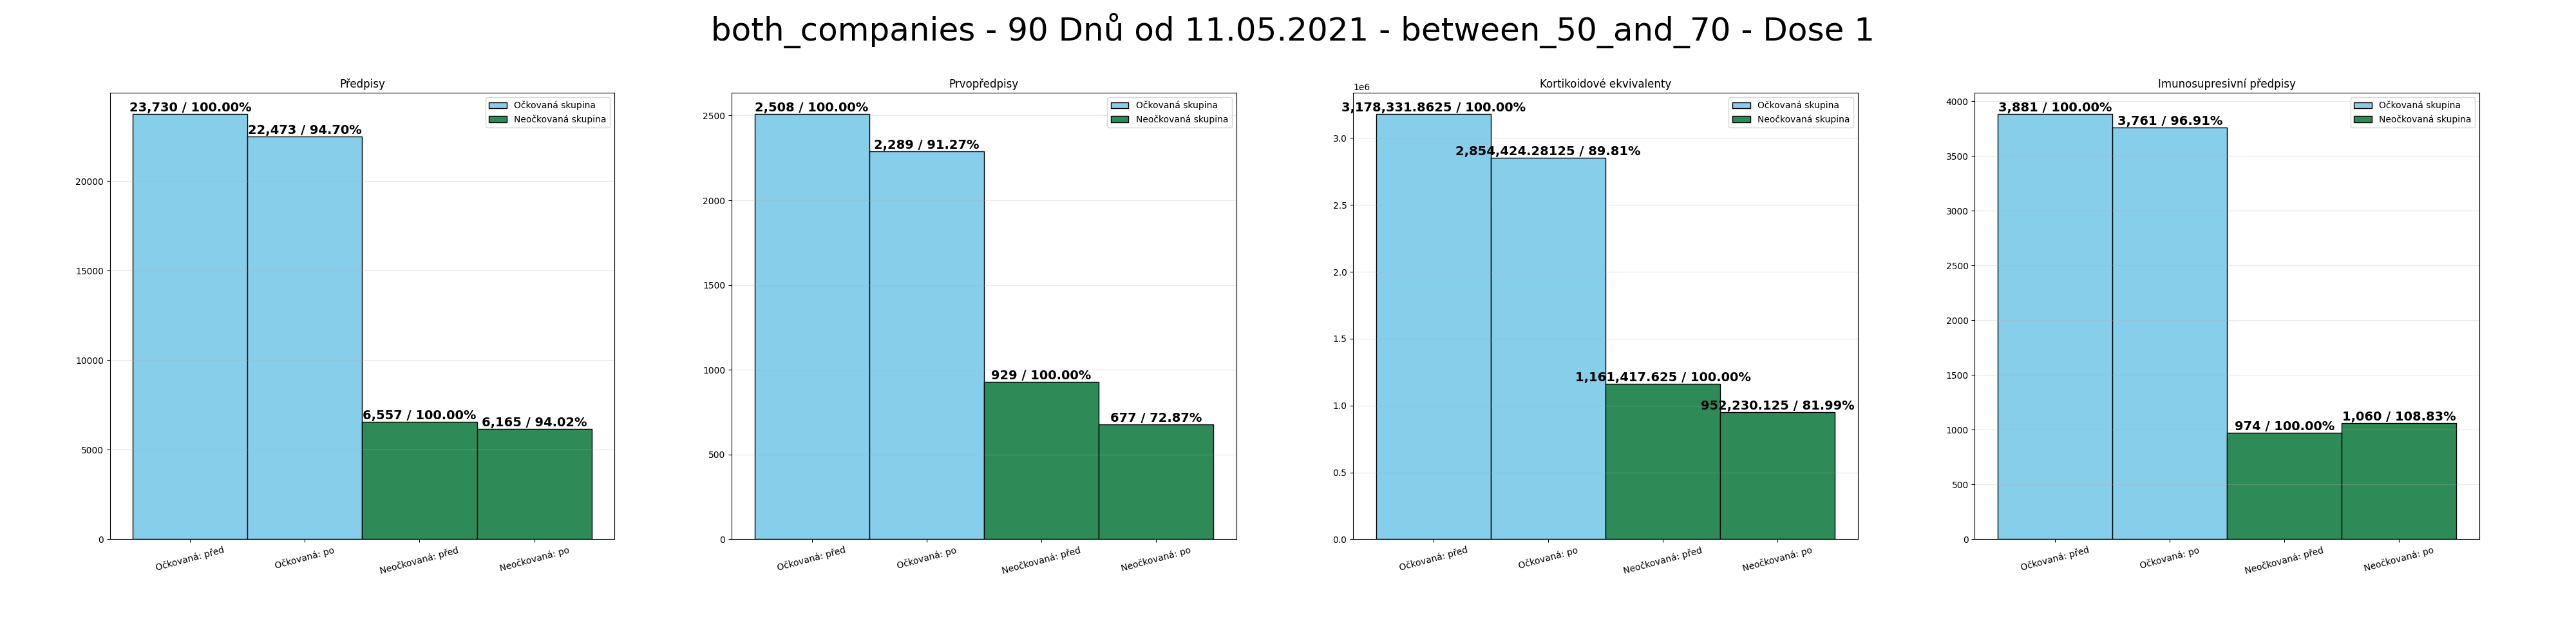 both_companies - 90 Dnů od 11.05.2021 - between_50_and_70 - Dose 1
Předpisy
23,730 / 100.00%
22,473 / 94.70%
6,557 / 100.00%
6,165 / 94.02%
Očkovaná skupina
Neočkovaná skupina
20000
15000
10000
5000
0
Očkovaná: před
Očkovaná: po
Neočkovaná: před
Neočkovaná: po
Prvopředpisy
2,508 / 100.00%
2,289 / 91.27%
929 / 100.00%
677 / 72.87%
Očkovaná skupina
Neočkovaná skupina
2500
2000
1500
1000
500
0
Očkovaná: před
Očkovaná: po
Neočkovaná: před
Neočkovaná: po
Kortikoidové ekvivalenty
1e6
3,178,331.8625 / 100.00%
2,854,424.28125 / 89.81%
1,161,417.625 / 100.00%
952,230.125 / 81.99%
Očkovaná skupina
Neočkovaná skupina
3.0
2.5
2.0
1.5
1.0
0.5
0.0
Očkovaná: před
Očkovaná: po
Neočkovaná: před
Neočkovaná: po
Imunosupresivní předpisy
3,881 / 100.00%
3,761 / 96.91%
974 / 100.00%
1,060 / 108.83%
Očkovaná skupina
Neočkovaná skupina
4000
3500
3000
2500
2000
1500
1000
500
0
Očkovaná: před
Očkovaná: po
Neočkovaná: před
Neočkovaná: po